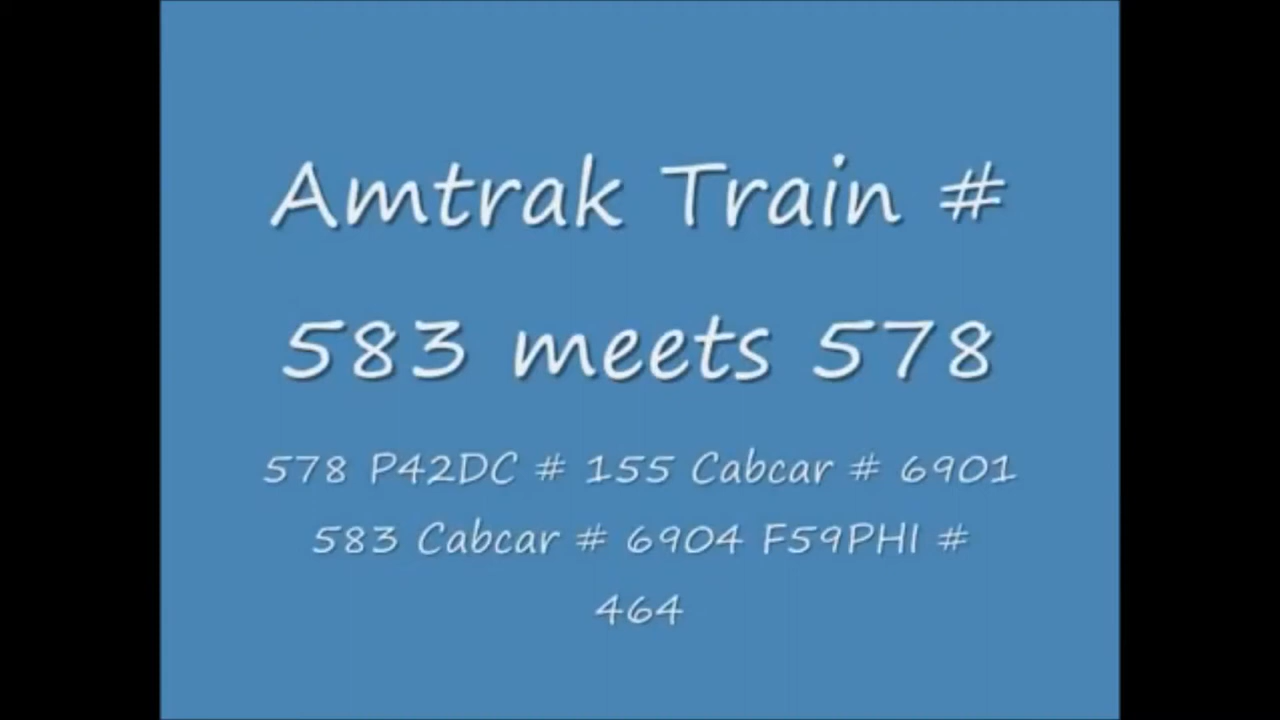 Amtrak Train #
583 meets 578
578 P42DC # 155 Cabcar # 6901
583 Cabcar # 6904 F59PHI #
464